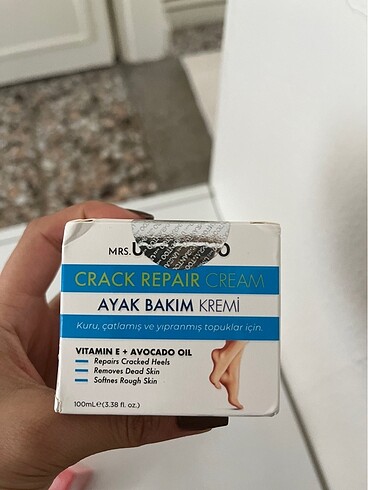 MRS.
CRACK REPAIR CREAM
AYAK BAKIM KREMİ
Kuru, çatlamış ve yıpranmış topuklar için.
VITAMIN E + AVOCADO OIL
Repairs Cracked Heels
Removes Dead Skin
Softnes Rough Skin
100mL℮(3.38 fl. oz.)